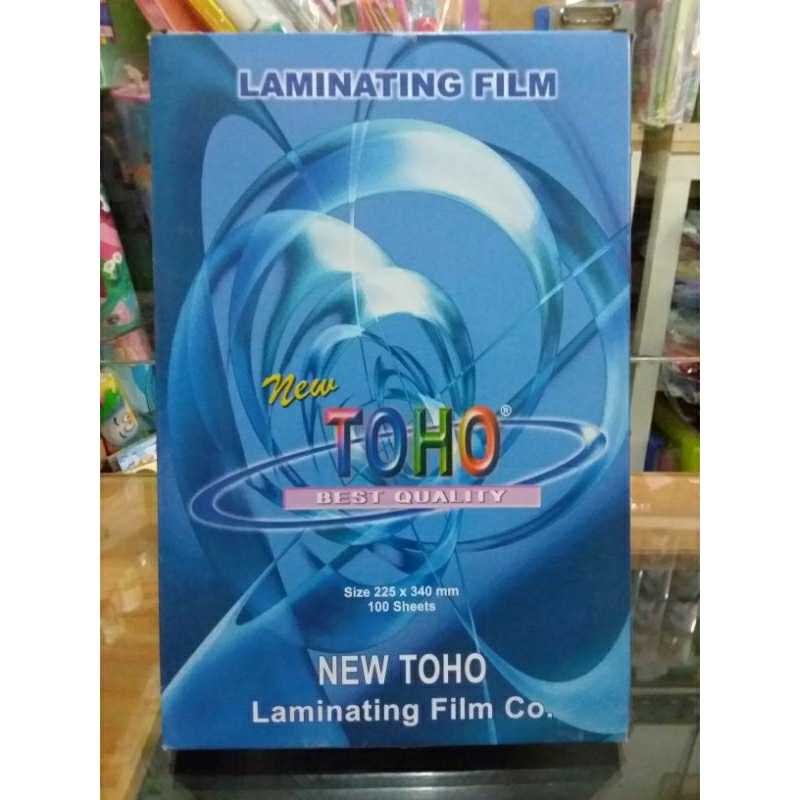 LAMINATING FILM
New
TOHO®
BEST QUALITY
Size 225 x 340 mm
100 Sheets
NEW TOHO
Laminating Film Co.